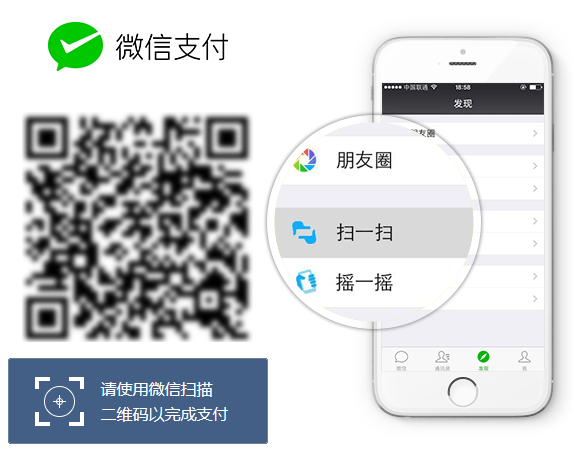 微信支付
中国联通
18:58
发现
朋友圈
扫一扫
摇一摇
微信
通讯录
发现
我
请使用微信扫描
二维码以完成支付